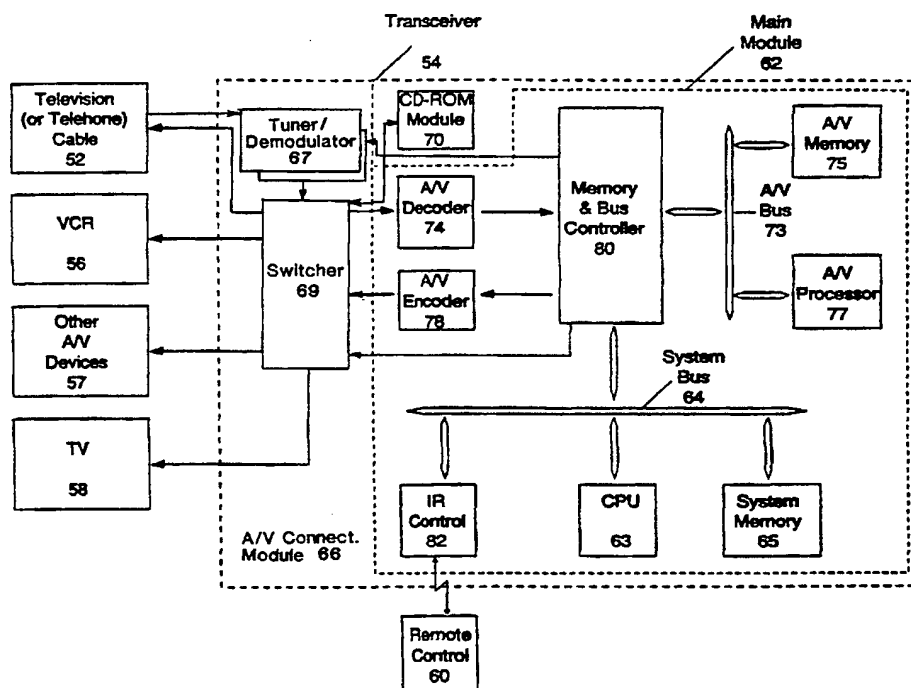 Transceiver
54
Main
Module
62
Television
(or Telehone)
Cable
52
Tuner/
Demodulator
67
CD-ROM
Module
70
A/V
Memory
75
VCR
56
A/V
Decoder
74
Memory
& Bus
Controller
80
A/V
Bus
73
Switcher
69
A/V
Encoder
78
A/V
Processor
77
Other
A/V
Devices
57
System
Bus
64
TV
58
IR
Control
82
CPU
63
System
Memory
65
A/V Connect.
Module 66
Remote
Control
60